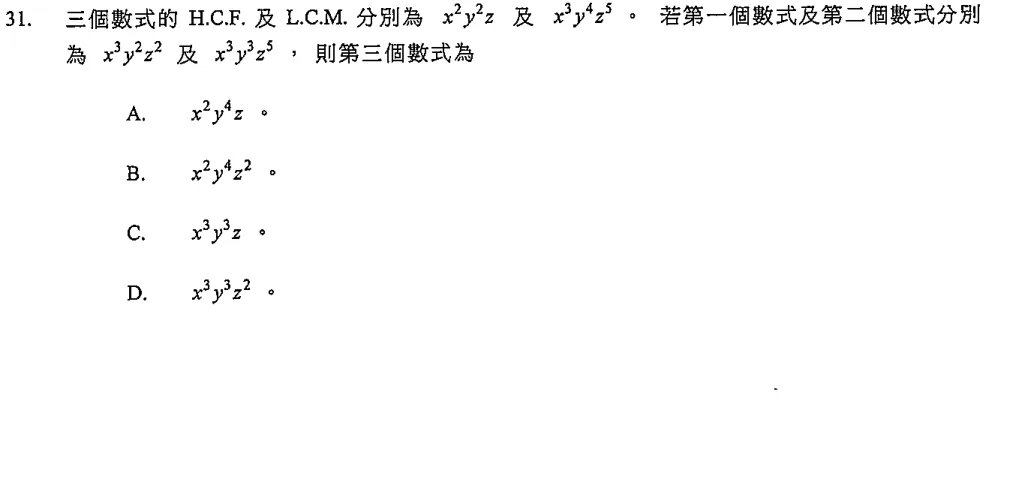 31. 三個數式的 H.C.F. 及 L.C.M. 分別為 x²y²z 及 x³y⁴z⁵ 。 若第一個數式及第二個數式分別
為 x³y²z² 及 x³y³z⁵ ， 則第三個數式為
A. x²y⁴z 。
B. x²y⁴z² 。
C. x³y³z 。
D. x³y³z² 。